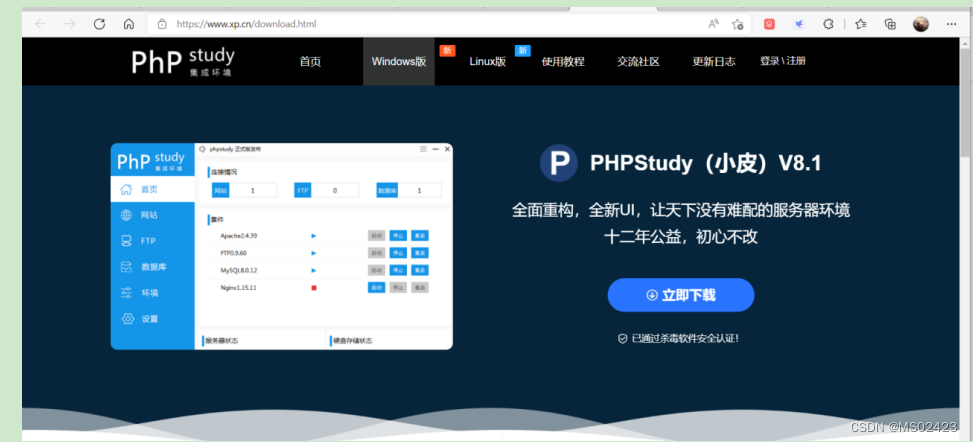 https://www.xp.cn/download.html
PhP study
集成环境
首页
Windows版
新
Linux版
新
使用教程
交流社区
更新日志
登录\注册
PhP study
集成环境
phpstudy 正式版发布
首页
网站
FTP
数据库
环境
设置
连接情况
网站 1
FTP 0
数据库 1
套件
Apache2.4.39 启动 停止 重启
FTP0.9.60 启动 停止 重启
MySQL8.0.12 启动 停止 重启
Nginx1.15.11 启动 停止 重启
服务器状态
硬盘存储状态
P PHPStudy（小皮）V8.1
全面重构，全新UI，让天下没有难配的服务器环境
十二年公益，初心不改
立即下载
已通过杀毒软件安全认证!
CSDN @MS02423